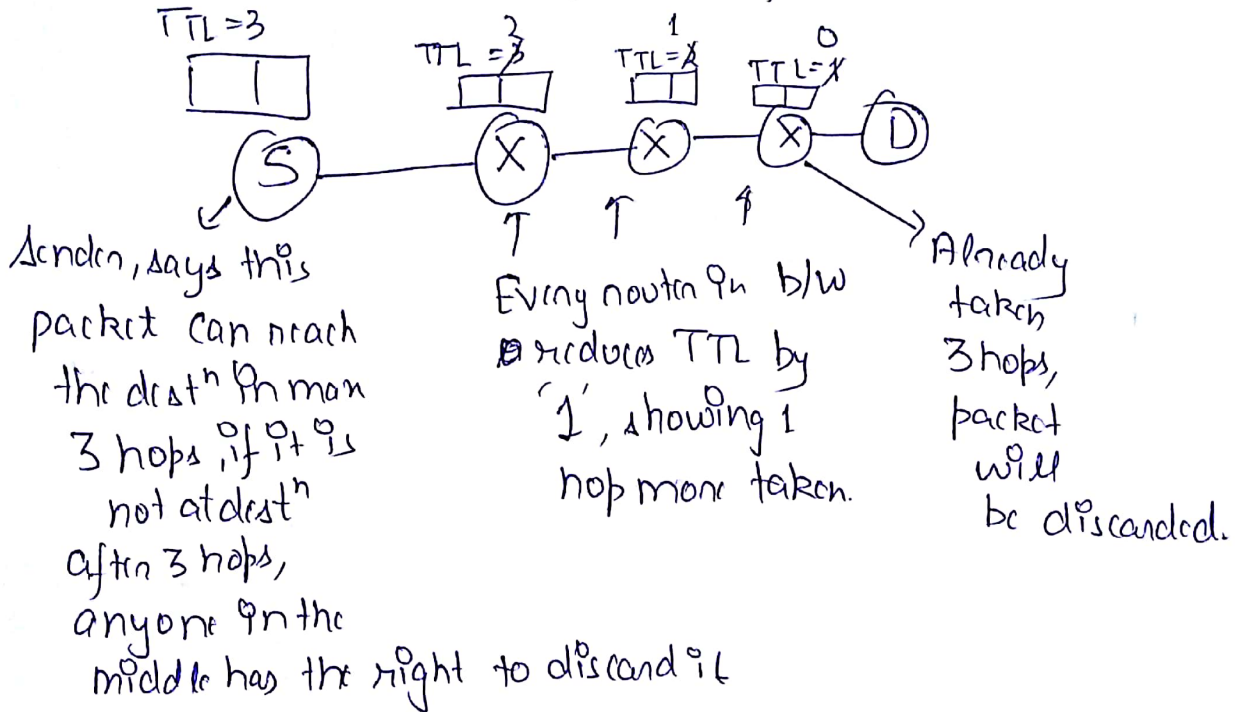 TTL=3
2
TTL = 3
1
TTL=2
0
TTL=1
S
X
X
X
D
Sender, says this
packet can reach
the destⁿ in max
3 hops, if it is
not at destⁿ
after 3 hops,
anyone in the
middle has the right to discard it
Every router in b/w
reduces TTL by
'1', showing 1
hop more taken.
Already
taken
3 hops,
packet
will
be discarded.